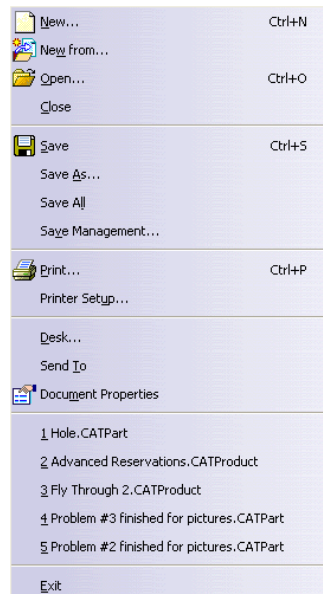 New... Ctrl+N
New from...
Open... Ctrl+O
Close
Save Ctrl+S
Save As...
Save All
Save Management...
Print... Ctrl+P
Printer Setup...
Desk...
Send To
Document Properties
1 Hole.CATPart
2 Advanced Reservations.CATProduct
3 Fly Through 2.CATProduct
4 Problem #3 finished for pictures.CATPart
5 Problem #2 finished for pictures.CATPart
Exit